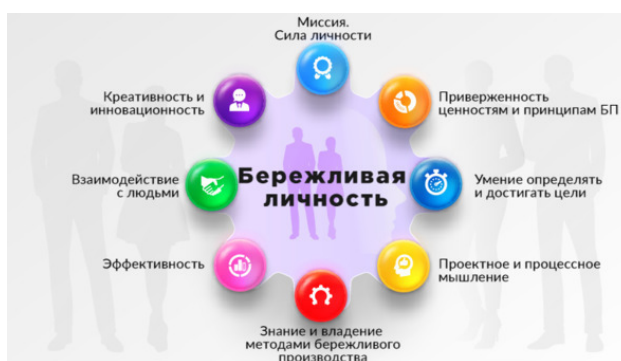 Миссия.
Сила личности
Креативность и
инновационность
Приверженность
ценностям и принципам БП
Взаимодействие
с людьми
Бережливая
личность
Умение определять
и достигать цели
Эффективность
Проектное и процессное
мышление
Знание и владение
методами бережливого
производства